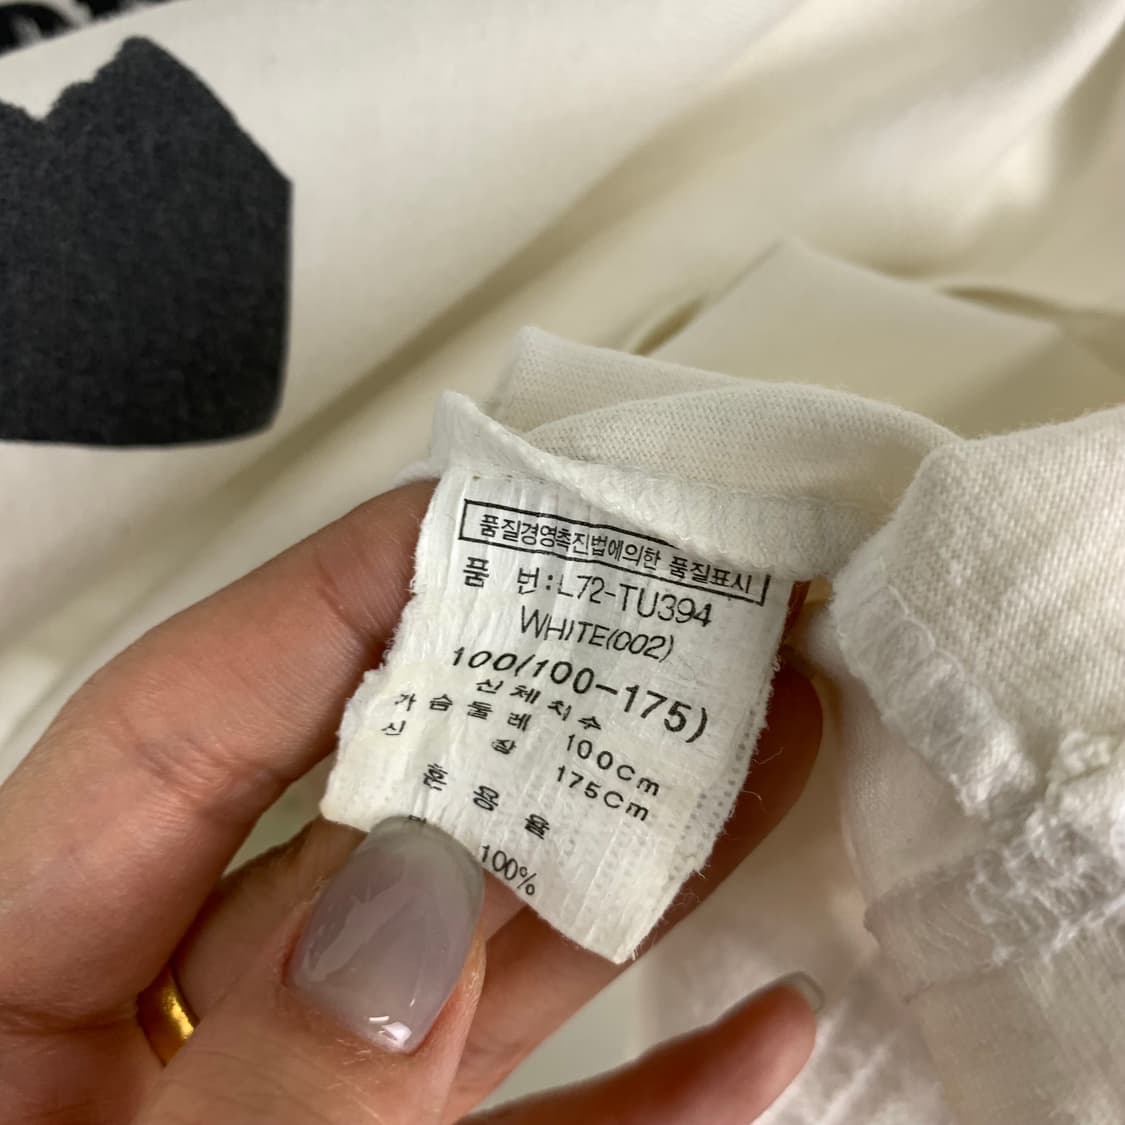 품질경영촉진법에의한 품질표시
품 번:L72-TU394
WHITE(002)
100(100-175)
신체치수
가슴둘레 100cm
신 장 175cm
혼용율
100%